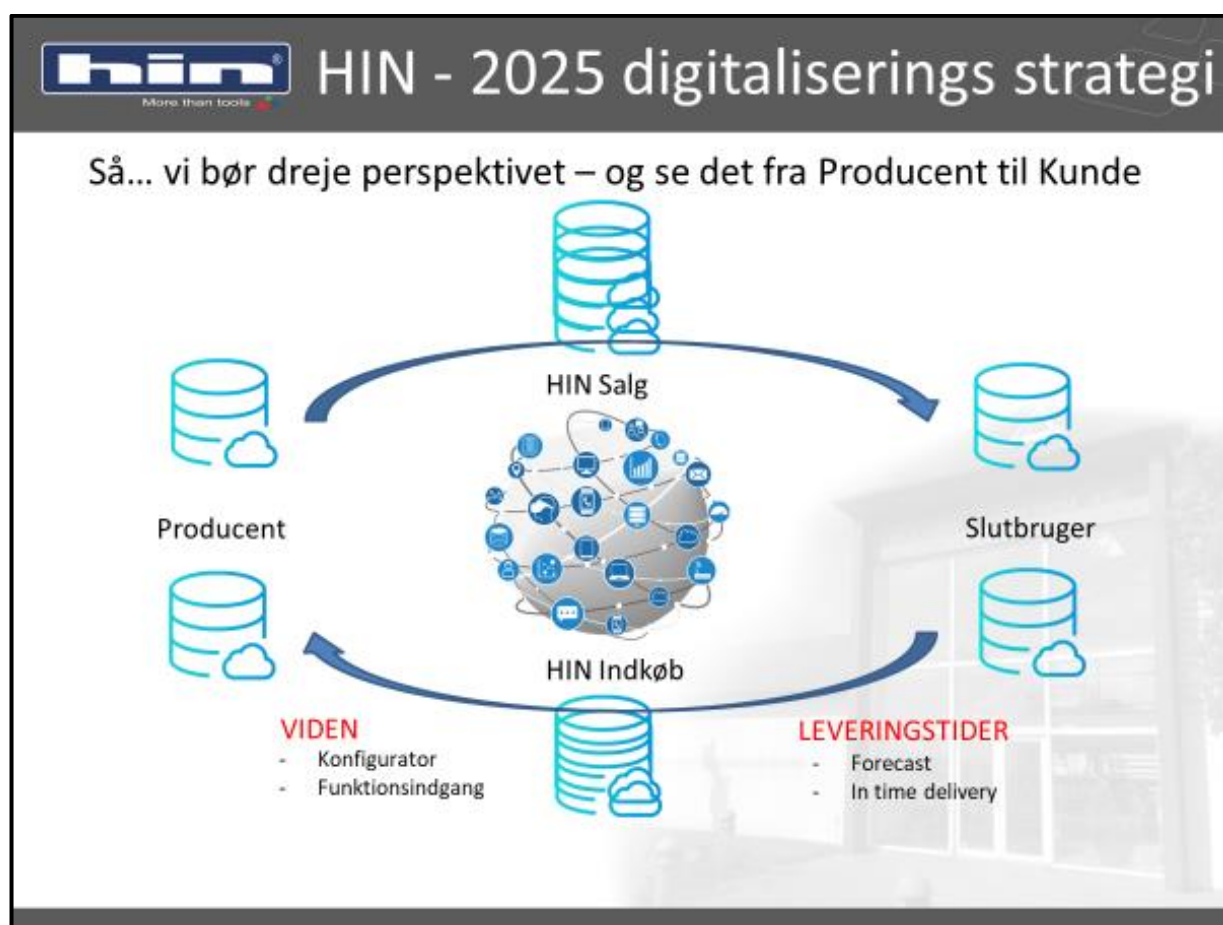 hin®
More than tools
HIN - 2025 digitaliserings strategi
Så... vi bør dreje perspektivet – og se det fra Producent til Kunde
HIN Salg
Producent
Slutbruger
HIN Indkøb
VIDEN
- Konfigurator
- Funktionsindgang
LEVERINGSTIDER
- Forecast
- In time delivery